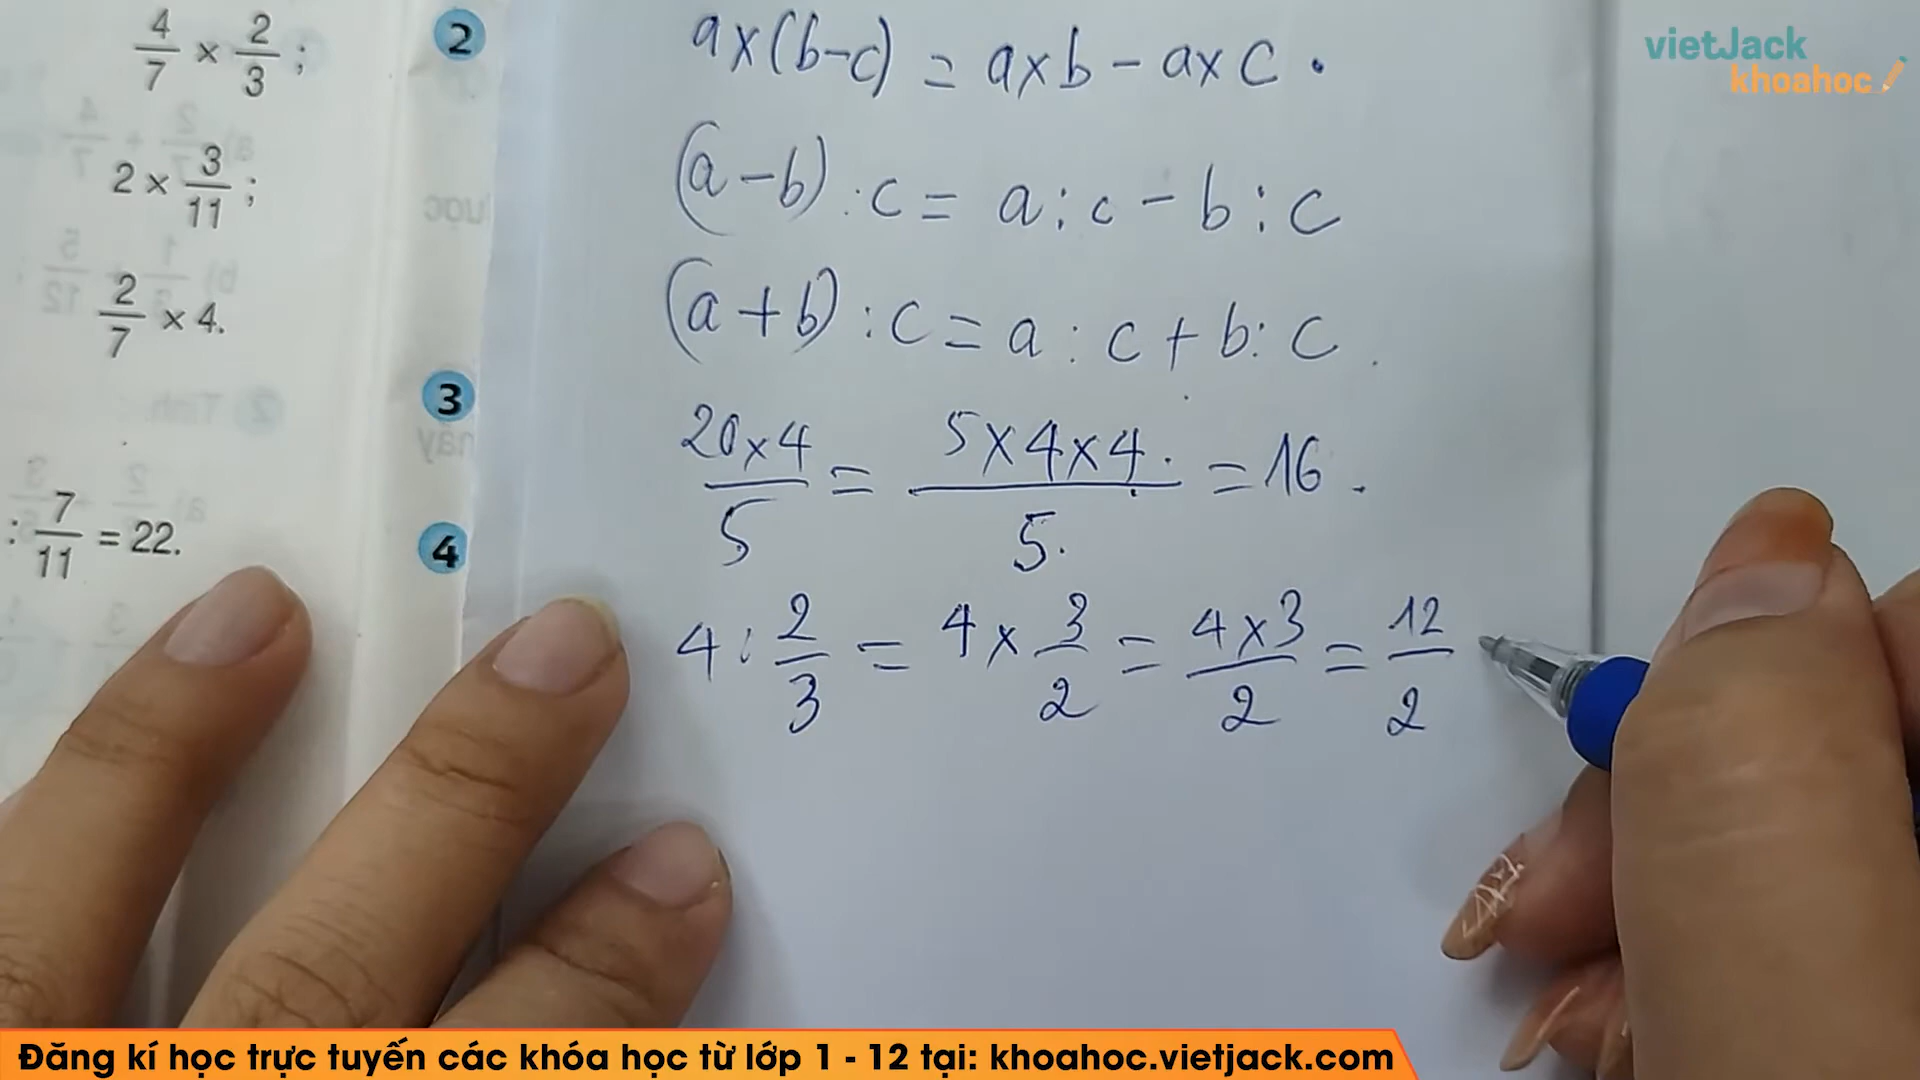 4/7 × 2/3 ;
2 × 3/11 ;
2/7 × 4.
: 7/11 = 22.
2
3
4
a×(b-c) = a×b - a×c .
(a-b) : c = a : c - b : c
(a+b) : c = a : c + b : c .
20×4/5 = 5×4×4/5 = 16 .
4 : 2/3 = 4 × 3/2 = 4×3/2 = 12/2
vietJack
khoahoc
Đăng kí học trực tuyến các khóa học từ lớp 1 - 12 tại: khoahoc.vietjack.com